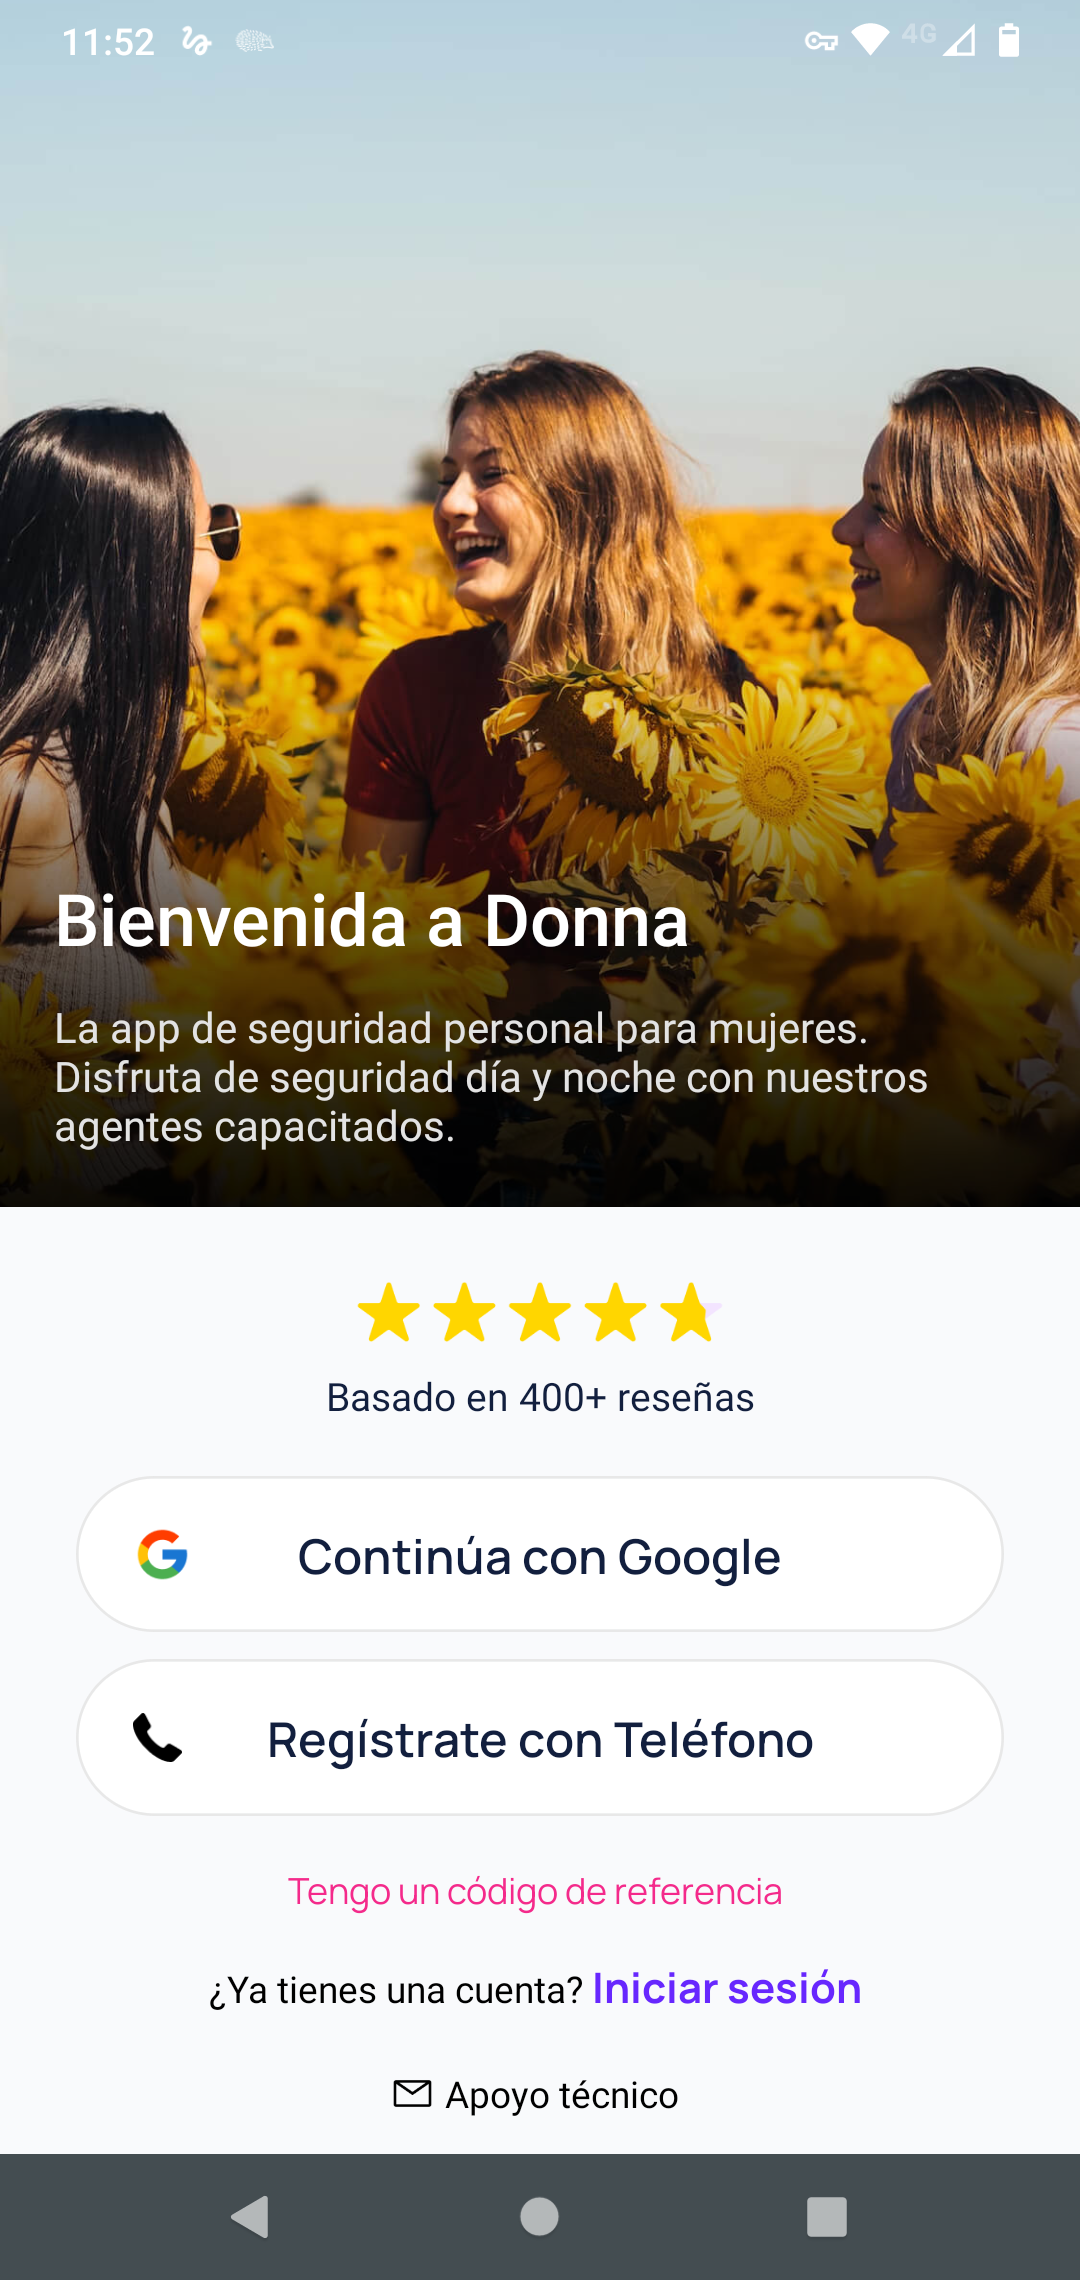 11:52
4G
Bienvenida a Donna
La app de seguridad personal para mujeres.
Disfruta de seguridad día y noche con nuestros
agentes capacitados.
Basado en 400+ reseñas
Continúa con Google
Regístrate con Teléfono
Tengo un código de referencia
¿Ya tienes una cuenta? Iniciar sesión
Apoyo técnico